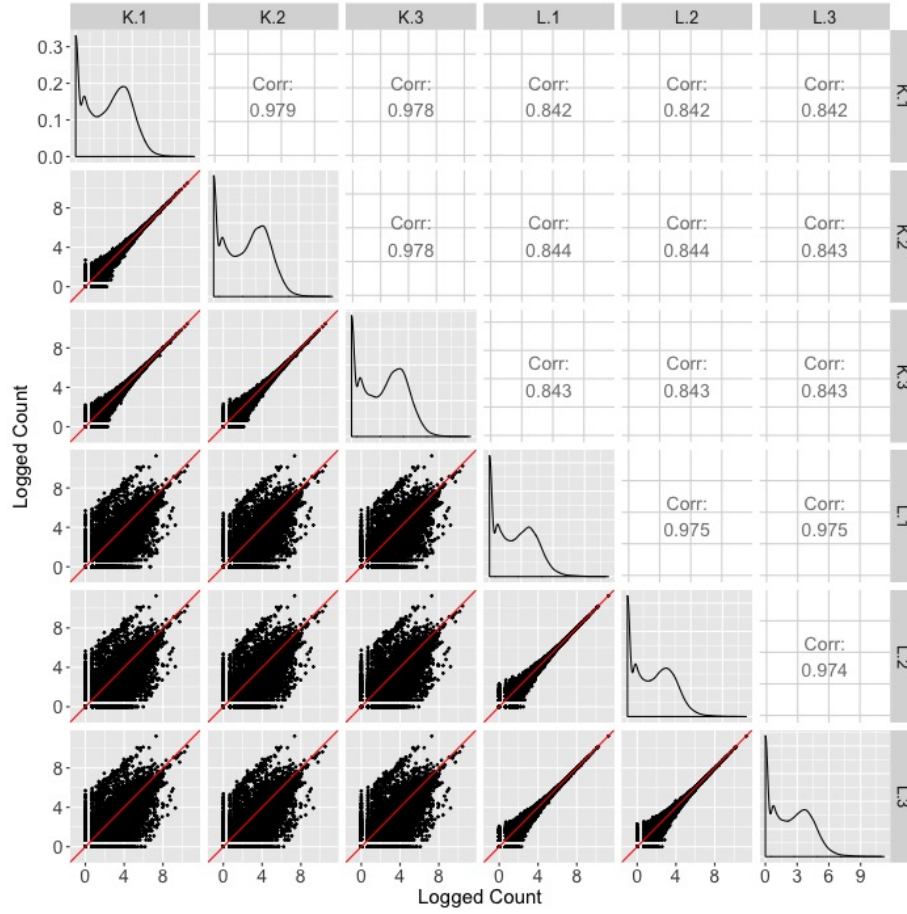 K.1 K.2 K.3 L.1 L.2 L.3
0.3
0.2
0.1
0.0
Corr:
0.979
Corr:
0.978
Corr:
0.842
Corr:
0.842
Corr:
0.842
K.1
8
4
0
Corr:
0.978
Corr:
0.844
Corr:
0.844
Corr:
0.843
K.2
8
4
0
Corr:
0.843
Corr:
0.843
Corr:
0.843
K.3
Logged Count
8
4
0
Corr:
0.975
Corr:
0.975
L.1
8
4
0
Corr:
0.974
L.2
8
4
0
L.3
0 4 8 0 4 8 0 4 8 0 4 8 0 4 8 0 3 6 9
Logged Count